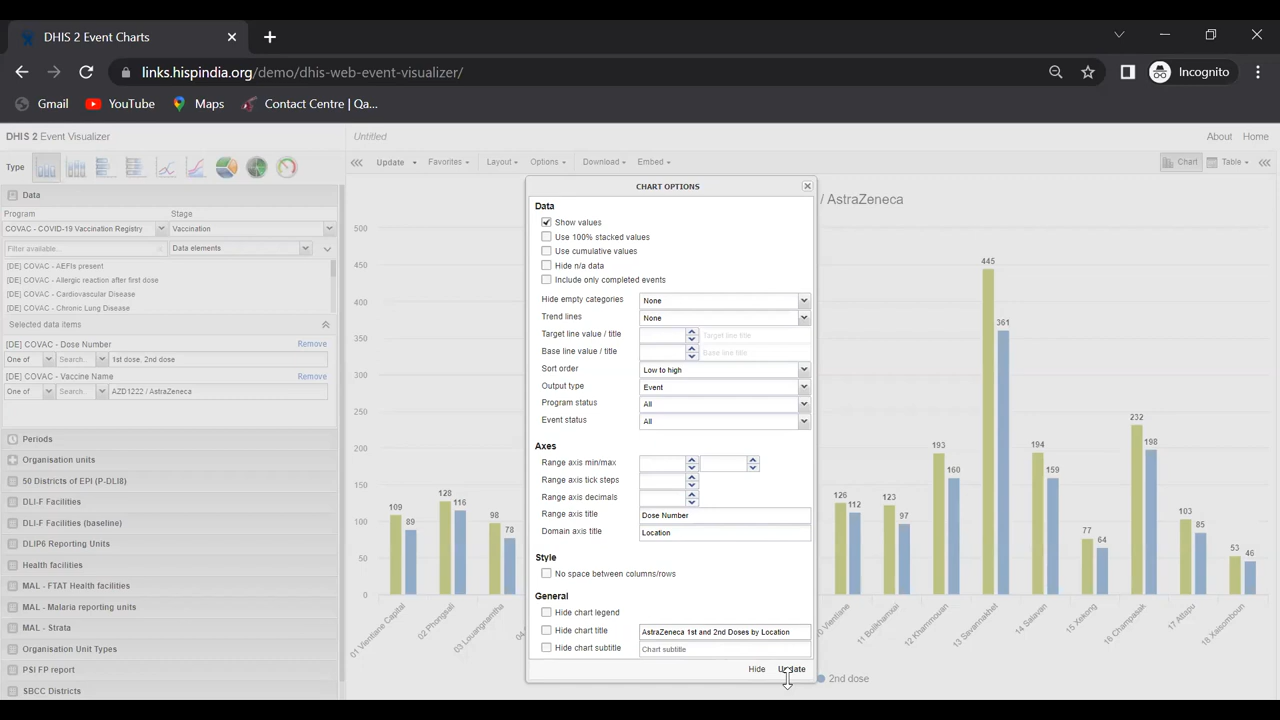 DHIS 2 Event Charts
links.hispindia.org/demo/dhis-web-event-visualizer/
Incognito
Gmail
YouTube
Maps
Contact Centre | Qa...
DHIS 2 Event Visualizer
Untitled
About
Home
Type
Update
Favorites
Layout
Options
Download
Embed
Chart
Table
Data
Program
Stage
COVAC - COVID-19 Vaccination Registry
Vaccination
Filter available...
Data elements
[DE] COVAC - AEFIs present
[DE] COVAC - Allergic reaction after first dose
[DE] COVAC - Cardiovascular Disease
[DE] COVAC - Chronic Lung Disease
Selected data items
[DE] COVAC - Dose Number
Remove
One of
Search..
1st dose, 2nd dose
[DE] COVAC - Vaccine Name
Remove
One of
Search..
AZD1222 / AstraZeneca
Periods
Organisation units
50 Districts of EPI (P-DLI8)
DLI-F Facilities
DLI-F Facilities (baseline)
DLIP6 Reporting Units
Health facilities
MAL - FTAT Health facilities
MAL - Malaria reporting units
MAL - Strata
Organisation Unit Types
PSI FP report
SBCC Districts
CHART OPTIONS
Data
Show values
Use 100% stacked values
Use cumulative values
Hide n/a data
Include only completed events
Hide empty categories
None
Trend lines
None
Target line value / title
Target line title
Base line value / title
Base line title
Sort order
Low to high
Output type
Event
Program status
All
Event status
All
Axes
Range axis min/max
Range axis tick steps
Range axis decimals
Range axis title
Dose Number
Domain axis title
Location
Style
No space between columns/rows
General
Hide chart legend
Hide chart title
AstraZeneca 1st and 2nd Doses by Location
Hide chart subtitle
Chart subtitle
Hide
Update
/ AstraZeneca
500
450
400
350
300
250
200
150
100
50
0
109
89
128
116
98
78
126
112
123
97
193
160
445
361
194
159
77
64
232
198
103
85
53
46
01 Vientiane Capital
02 Phongsali
03 Louangnamtha
10 Vientiane
11 Bolikhamxai
12 Khammouan
13 Savannakhet
14 Salavan
15 Xekong
16 Champasak
17 Attapu
18 Xaisomboun
2nd dose